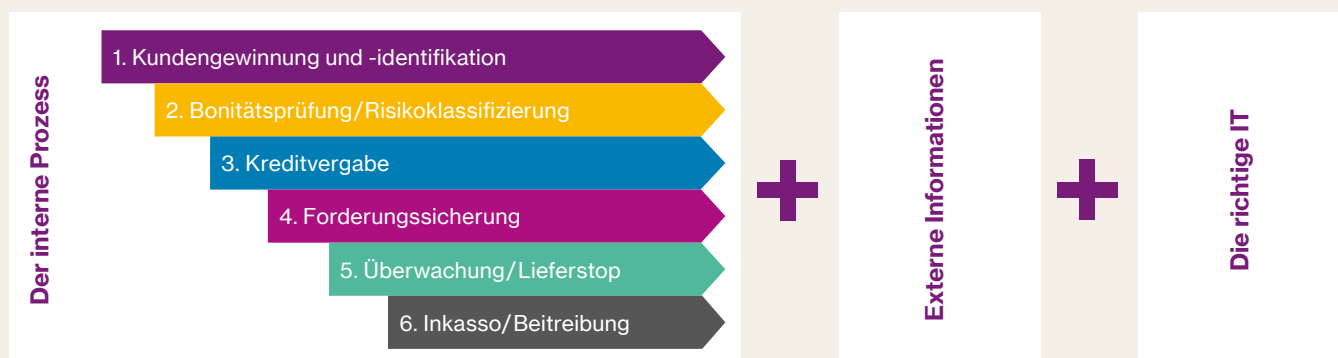 Der interne Prozess
1. Kundengewinnung und -identifikation
2. Bonitätsprüfung/Risikoklassifizierung
3. Kreditvergabe
4. Forderungssicherung
5. Überwachung/Lieferstop
6. Inkasso/Beitreibung
Externe Informationen
Die richtige IT